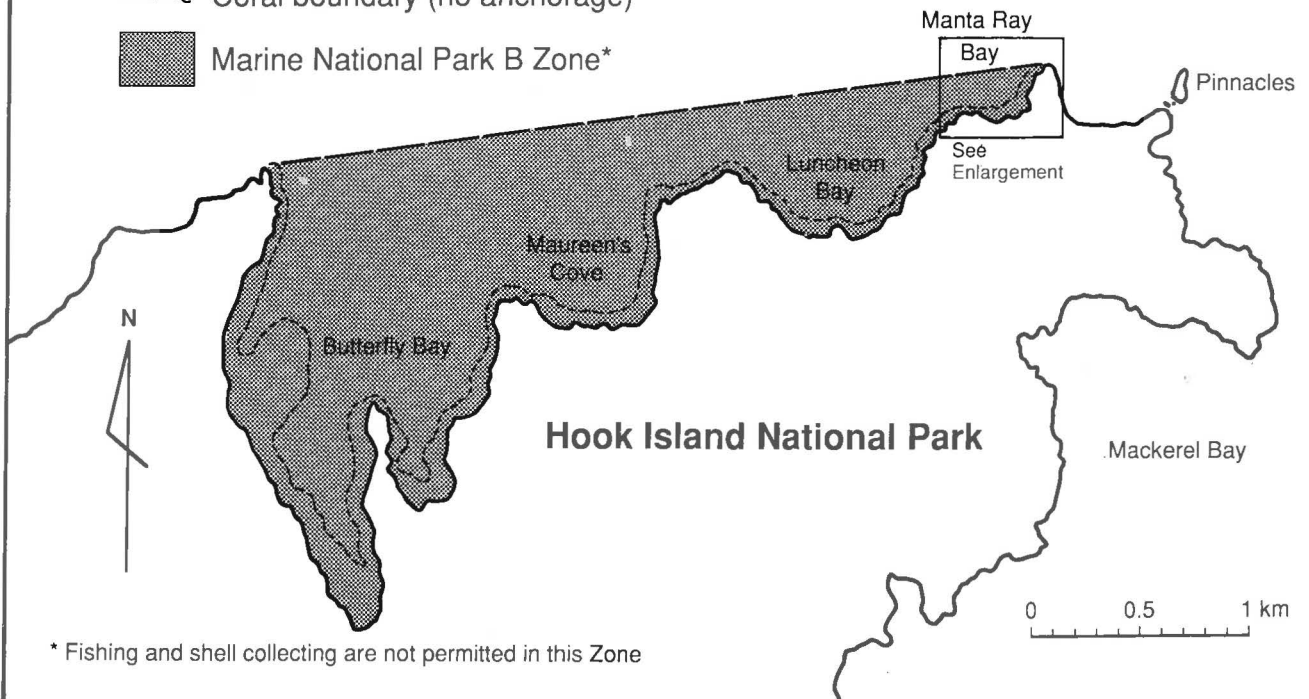 Coral boundary (no anchorage)
Marine National Park B Zone*
Manta Ray
Bay
Pinnacles
See
Enlargement
Luncheon
Bay
Maureen's
Cove
N
Butterfly Bay
Hook Island National Park
Mackerel Bay
0 0.5 1 km
* Fishing and shell collecting are not permitted in this Zone